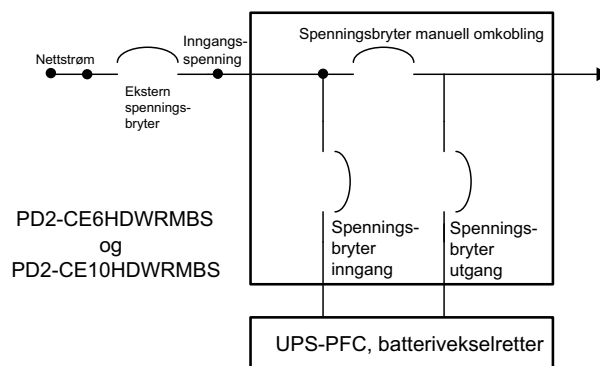 Spenningsbryter manuell omkobling
Inngangs-
spenning
Nettstrøm
Ekstern
spennings-
bryter
PD2-CE6HDWRMBS
og
PD2-CE10HDWRMBS
Spennings-
bryter
inngang
Spennings-
bryter
utgang
UPS-PFC, batterivekselretter